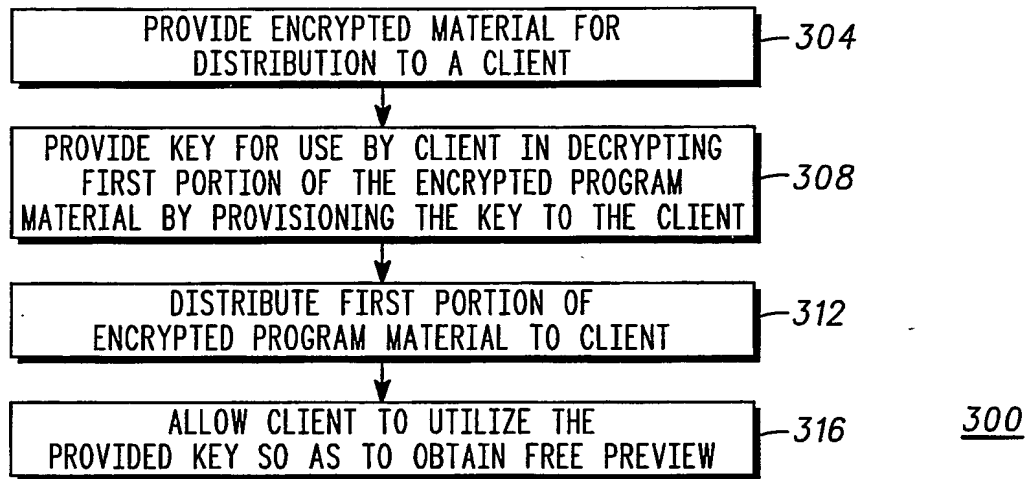 PROVIDE ENCRYPTED MATERIAL FOR
DISTRIBUTION TO A CLIENT
304
PROVIDE KEY FOR USE BY CLIENT IN DECRYPTING
FIRST PORTION OF THE ENCRYPTED PROGRAM
MATERIAL BY PROVISIONING THE KEY TO THE CLIENT
308
DISTRIBUTE FIRST PORTION OF
ENCRYPTED PROGRAM MATERIAL TO CLIENT
312
ALLOW CLIENT TO UTILIZE THE
PROVIDED KEY SO AS TO OBTAIN FREE PREVIEW
316
300